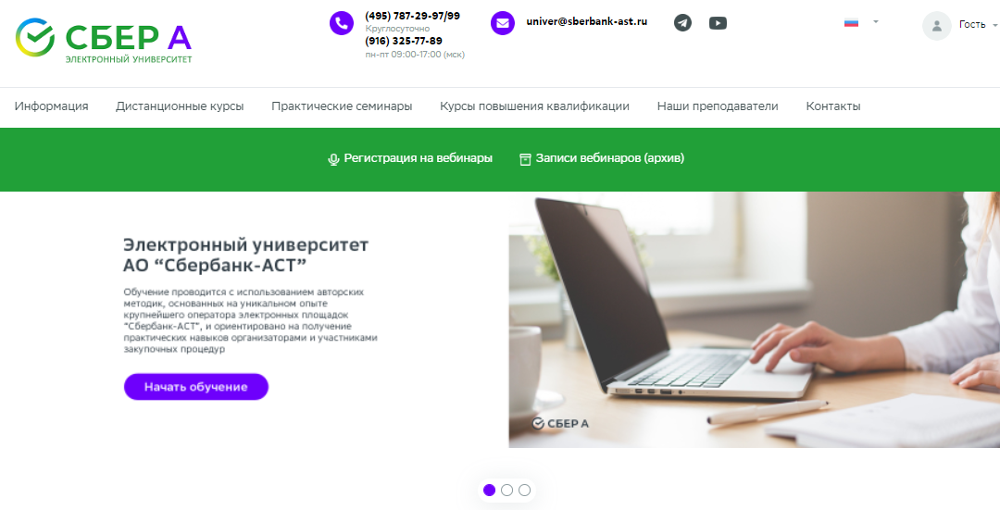 СБЕР А
ЭЛЕКТРОННЫЙ УНИВЕРСИТЕТ
(495) 787-29-97/99
Круглосуточно
(916) 325-77-89
пн-пт 09:00-17:00 (мск)
univer@sberbank-ast.ru
Гость
Информация
Дистанционные курсы
Практические семинары
Курсы повышения квалификации
Наши преподаватели
Контакты
Регистрация на вебинары
Записи вебинаров (архив)
Электронный университет
АО “Сбербанк-АСТ”
Обучение проводится с использованием авторских
методик, основанных на уникальном опыте
крупнейшего оператора электронных площадок
“Сбербанк-АСТ”, и ориентировано на получение
практических навыков организаторами и участниками
закупочных процедур
Начать обучение
СБЕР А